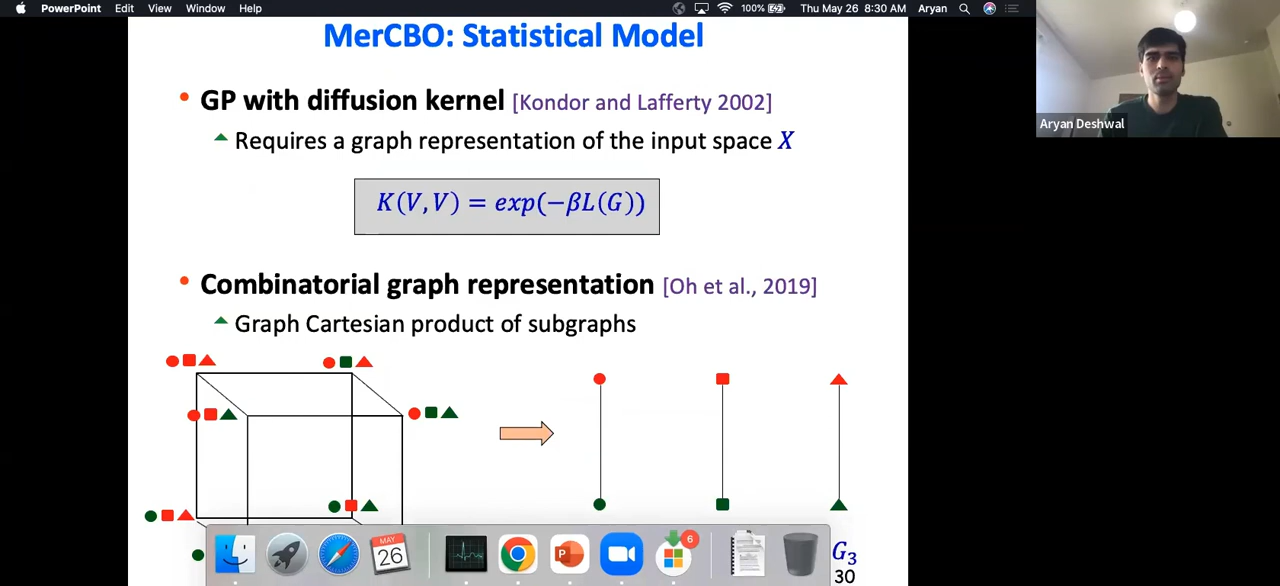 PowerPoint Edit View Window Help 100% Thu May 26 8:30 AM Aryan
MerCBO: Statistical Model
Aryan Deshwal
• GP with diffusion kernel [Kondor and Lafferty 2002]
Requires a graph representation of the input space X
K(V,V) = exp(−βL(G))
• Combinatorial graph representation [Oh et al., 2019]
Graph Cartesian product of subgraphs
MAY
26
P
6
G₃
30